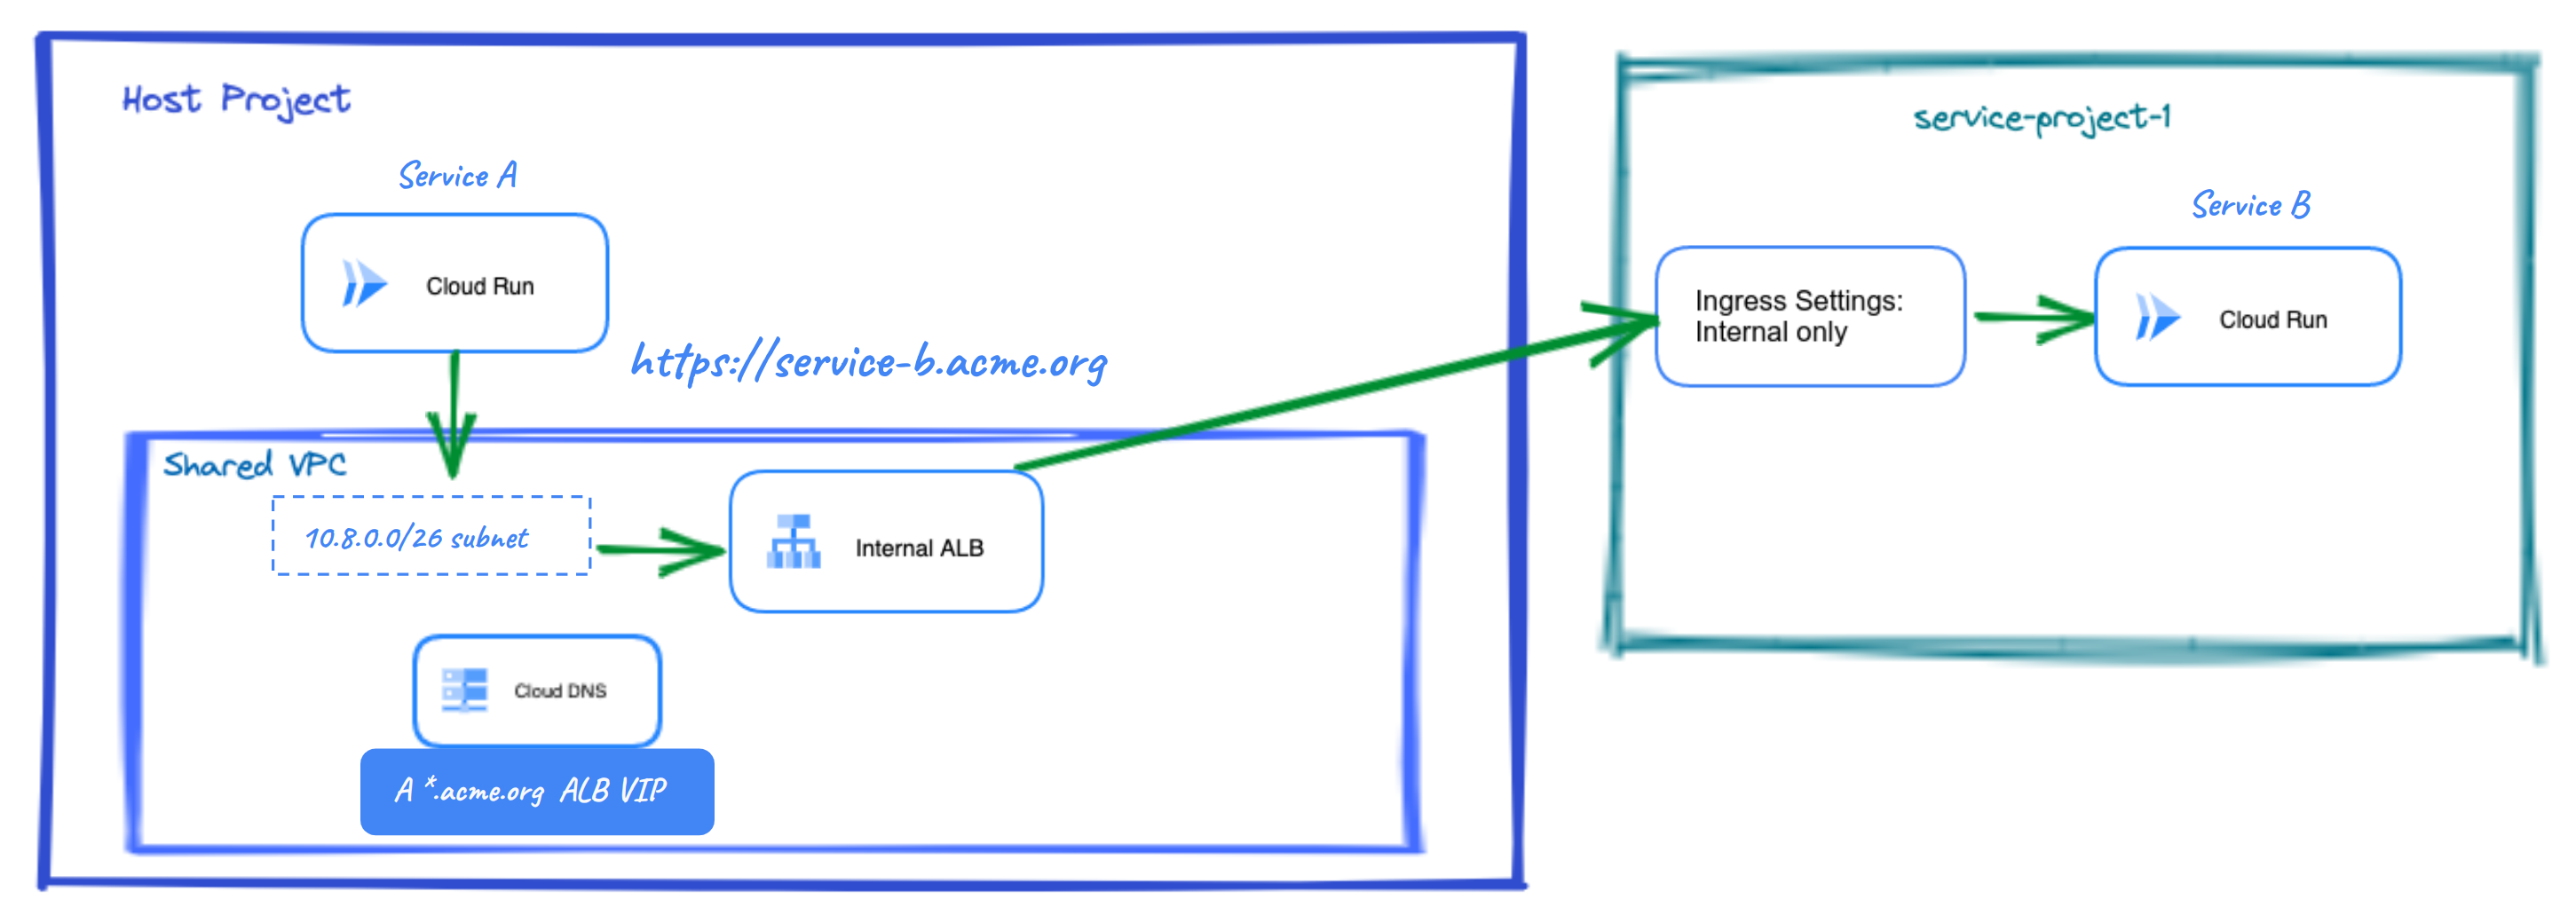 Host Project
Service A
Cloud Run
https://service-b.acme.org
Shared VPC
10.8.0.0/26 subnet
Internal ALB
Cloud DNS
A *.acme.org ALB VIP
service-project-1
Service B
Ingress Settings:
Internal only
Cloud Run